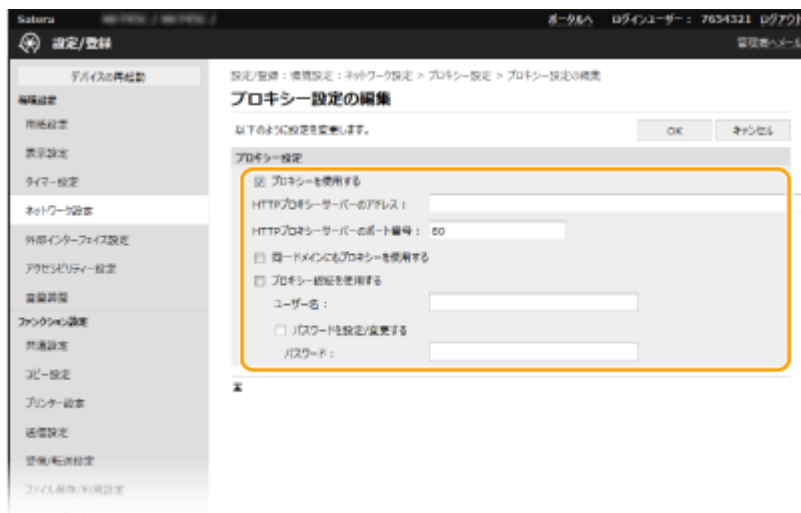 Satera
ポータルへ ログインユーザー： 7654321 ログアウト
設定/登録
管理者へメール
デバイスの再起動
設定/登録：環境設定：ネットワーク設定 > プロキシー設定 > プロキシー設定の編集
環境設定
プロキシー設定の編集
用紙設定
以下のように設定を変更します。
OK キャンセル
表示設定
プロキシー設定
タイマー設定
プロキシーを使用する
ネットワーク設定
HTTPプロキシーサーバーのアドレス：
外部インターフェイス設定
HTTPプロキシーサーバーのポート番号： 80
同一ドメインにもプロキシーを使用する
アクセシビリティー設定
プロキシー認証を使用する
音量調整
ユーザー名：
ファンクション設定
パスワードを設定/変更する
共通設定
パスワード：
コピー設定
プリンター設定
送信設定
受信/転送設定
ファイル保存/利用設定